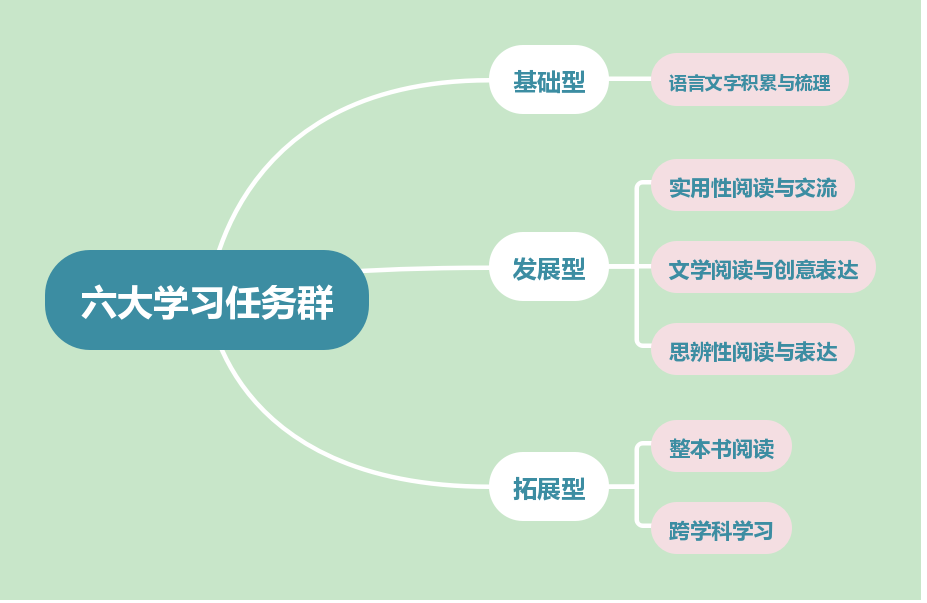 六大学习任务群
基础型
语言文字积累与梳理
发展型
实用性阅读与交流
文学阅读与创意表达
思辨性阅读与表达
拓展型
整本书阅读
跨学科学习